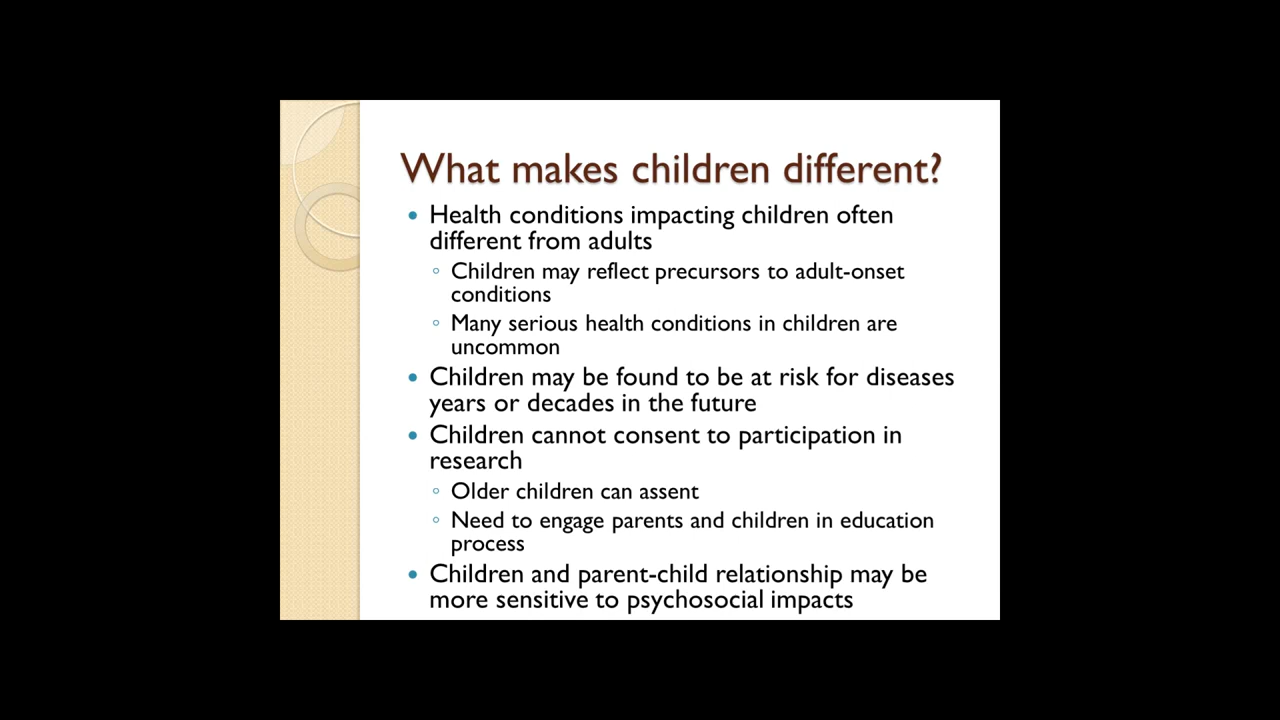 What makes children different?
• Health conditions impacting children often
different from adults
◦ Children may reflect precursors to adult-onset
conditions
◦ Many serious health conditions in children are
uncommon
• Children may be found to be at risk for diseases
years or decades in the future
• Children cannot consent to participation in
research
◦ Older children can assent
◦ Need to engage parents and children in education
process
• Children and parent-child relationship may be
more sensitive to psychosocial impacts